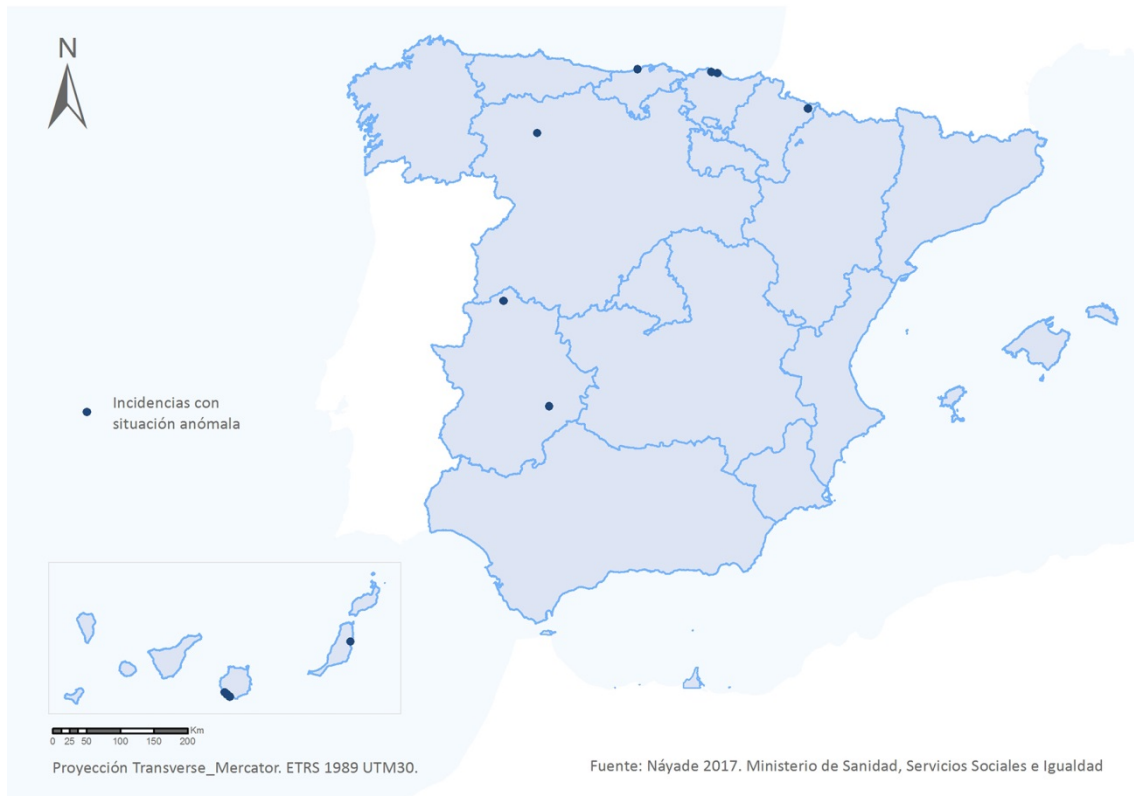 N
Incidencias con
situación anómala
Km
0 25 50 100 150 200
Proyección Transverse_Mercator. ETRS 1989 UTM30.
Fuente: Náyade 2017. Ministerio de Sanidad, Servicios Sociales e Igualdad